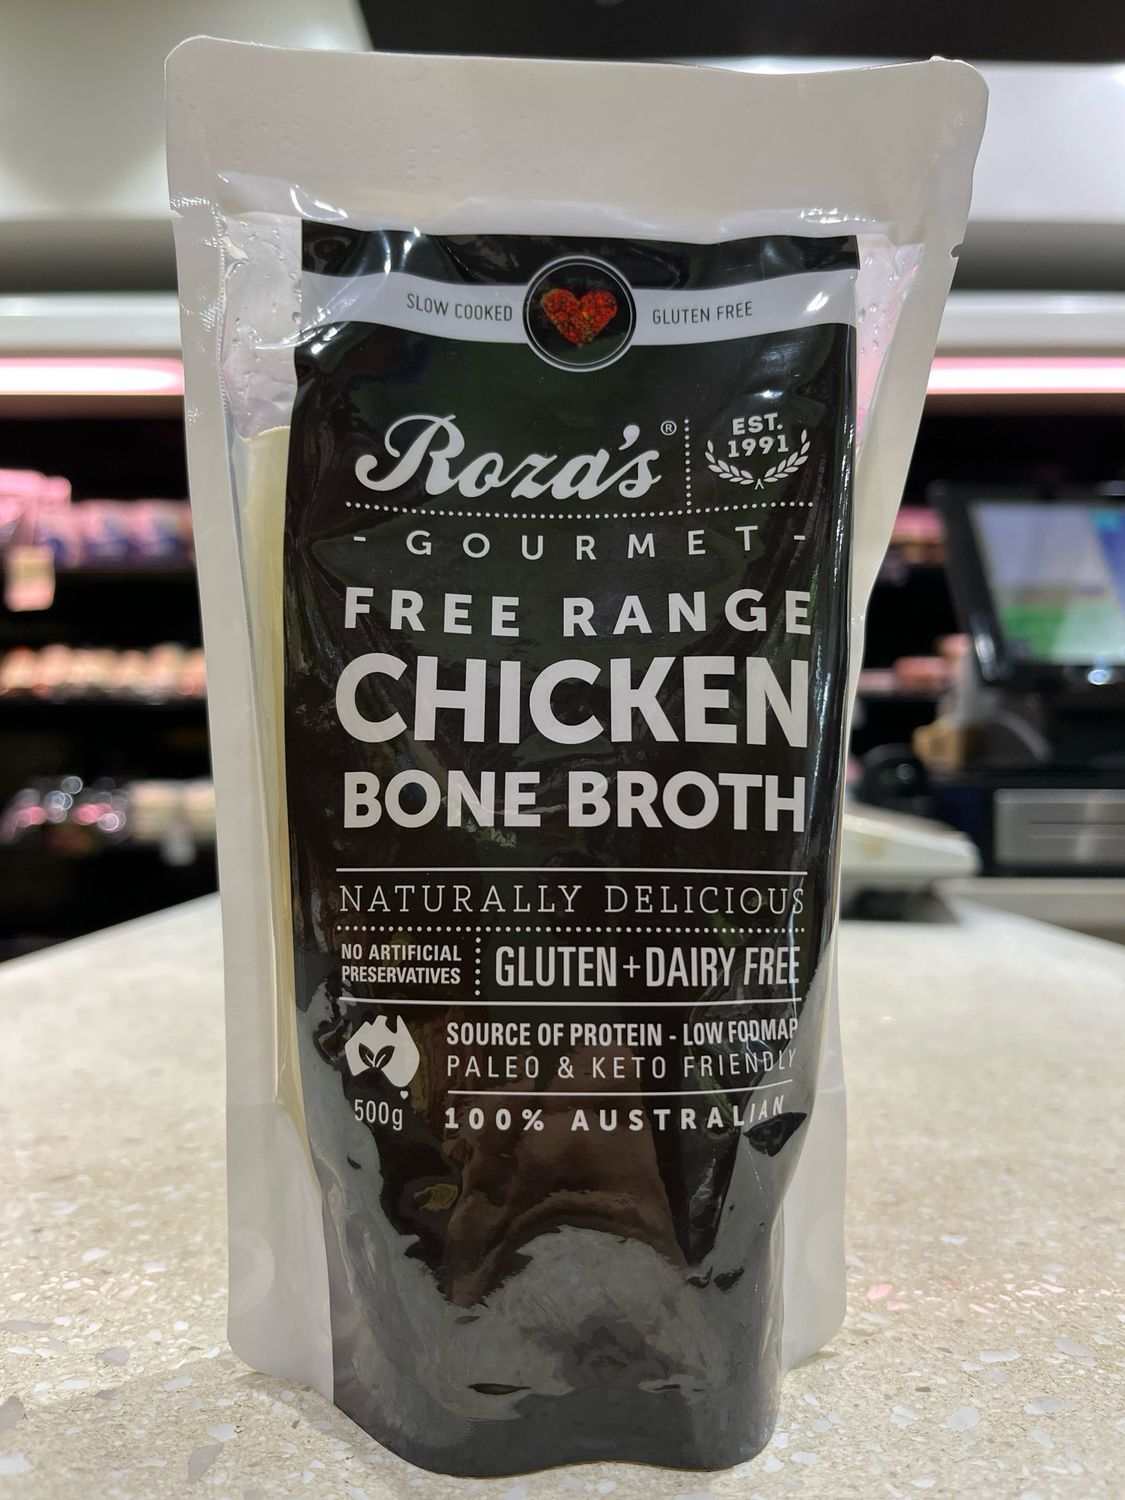 SLOW COOKED GLUTEN FREE
Roza's ®
EST.
1991
- GOURMET -
FREE RANGE
CHICKEN
BONE BROTH
NATURALLY DELICIOUS
NO ARTIFICIAL
PRESERVATIVES
GLUTEN + DAIRY FREE
SOURCE OF PROTEIN - LOW FODMAP
PALEO & KETO FRIENDLY
500g
100% AUSTRALIAN